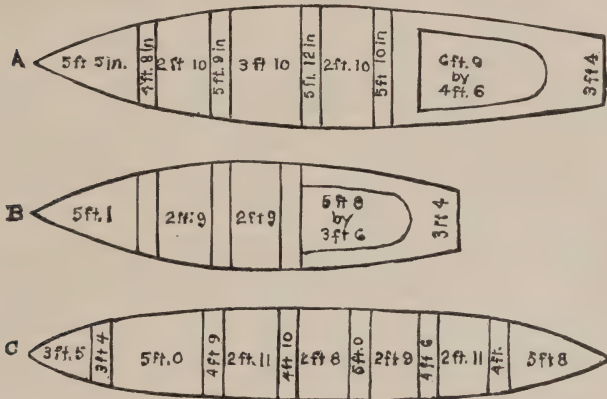 A
5 ft 5 in.
4 ft. 8 in
2 ft 10
5 ft. 9 in
3 ft 10
5 ft. 12 in
2 ft. 10
5 ft 10 in
6 ft. 9
by
4 ft. 6
3 ft 4
B
5 ft. 1
2 ft. 9
2 ft 9
5 ft 8
by
3 ft 6
3 ft 4
C
3 ft. 5
3 ft 4
5 ft. 0
4 ft 9
2 ft. 11
4 ft 10
2 ft 8
5 ft. 0
2 ft 9
4 ft 6
2 ft. 11
4 ft.
5 ft 8